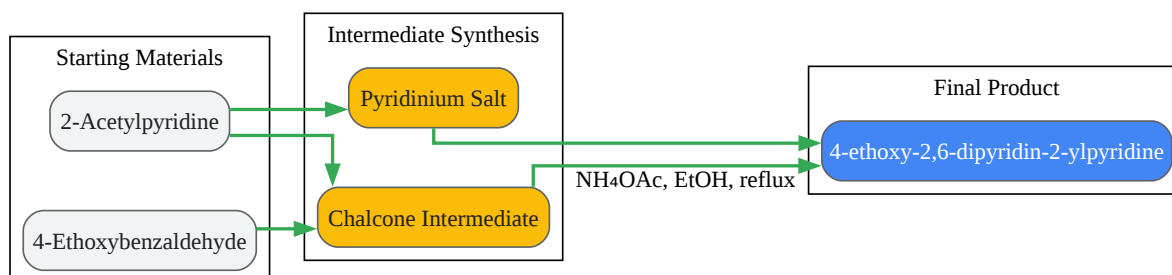 Starting Materials
2-Acetylpyridine
4-Ethoxybenzaldehyde
Intermediate Synthesis
Pyridinium Salt
Chalcone Intermediate
NH₄OAc, EtOH, reflux
Final Product
4-ethoxy-2,6-dipyridin-2-ylpyridine